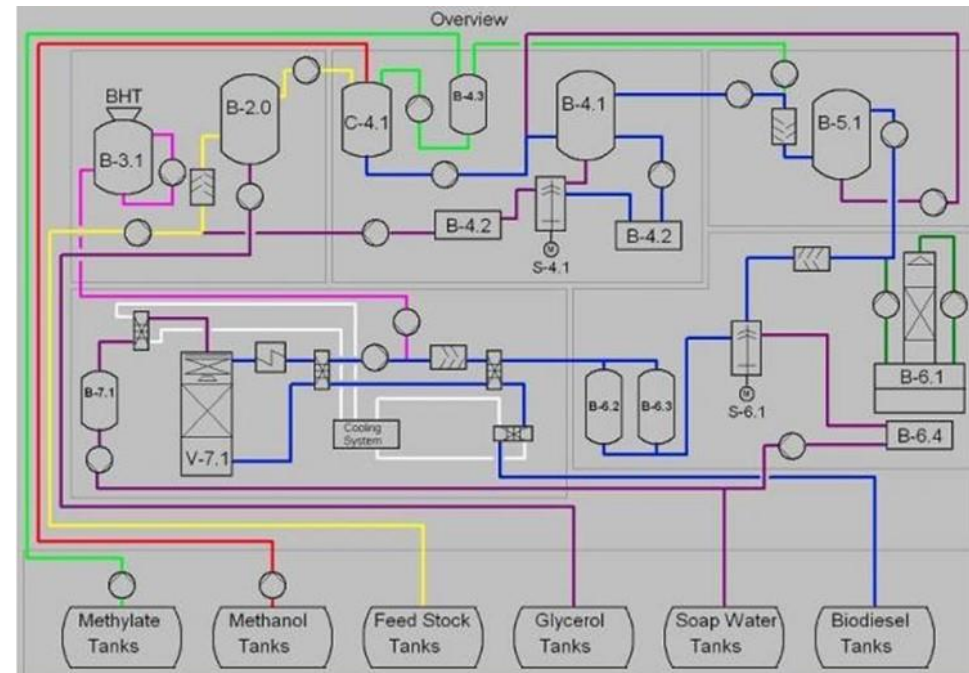 Overview
BHT
B-3.1
B-2.0
C-4.1
B-4.3
B-4.1
B-5.1
B-4.2
S-4.1
M
B-4.2
B-7.1
V-7.1
Cooling
System
B-6.2
B-6.3
S-6.1
M
B-6.1
B-6.4
Methylate
Tanks
Methanol
Tanks
Feed Stock
Tanks
Glycerol
Tanks
Soap Water
Tanks
Biodiesel
Tanks